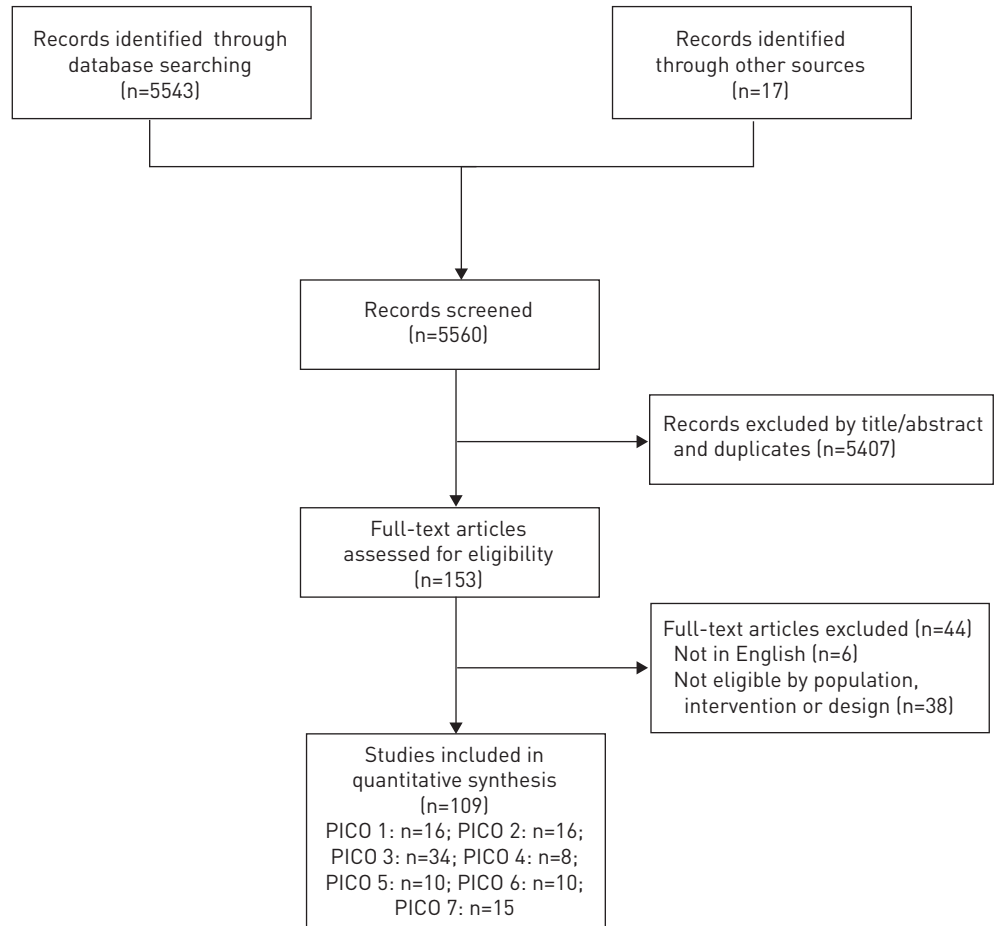 Records identified through
database searching
(n=5543)
Records identified
through other sources
(n=17)
Records screened
(n=5560)
Records excluded by title/abstract
and duplicates (n=5407)
Full-text articles
assessed for eligibility
(n=153)
Full-text articles excluded (n=44)
Not in English (n=6)
Not eligible by population,
intervention or design (n=38)
Studies included in
quantitative synthesis
(n=109)
PICO 1: n=16; PICO 2: n=16;
PICO 3: n=34; PICO 4: n=8;
PICO 5: n=10; PICO 6: n=10;
PICO 7: n=15